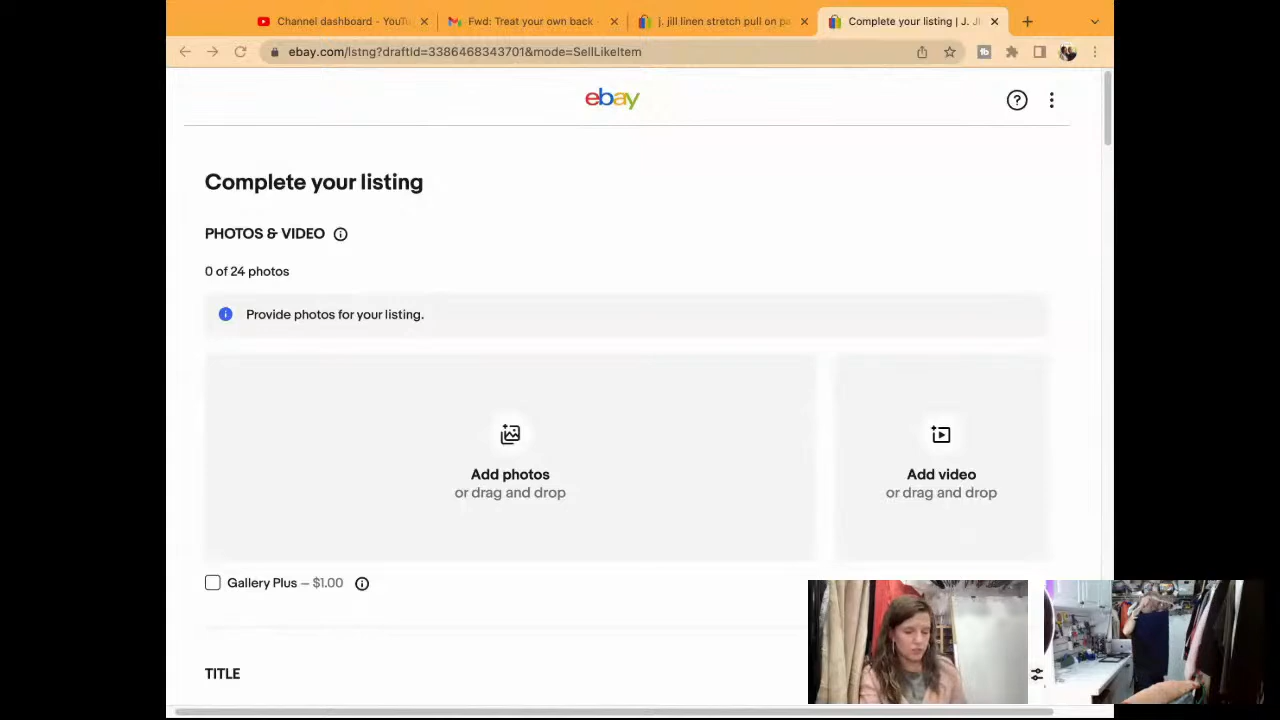 Channel dashboard - YouTu
Fwd: Treat your own back -
j. jill linen stretch pull on pa
Complete your listing | J. Ji
ebay.com/lstng?draftId=3386468343701&mode=SellLikeItem
ebay
Complete your listing
PHOTOS & VIDEO
0 of 24 photos
Provide photos for your listing.
Add photos
or drag and drop
Add video
or drag and drop
Gallery Plus – $1.00
TITLE